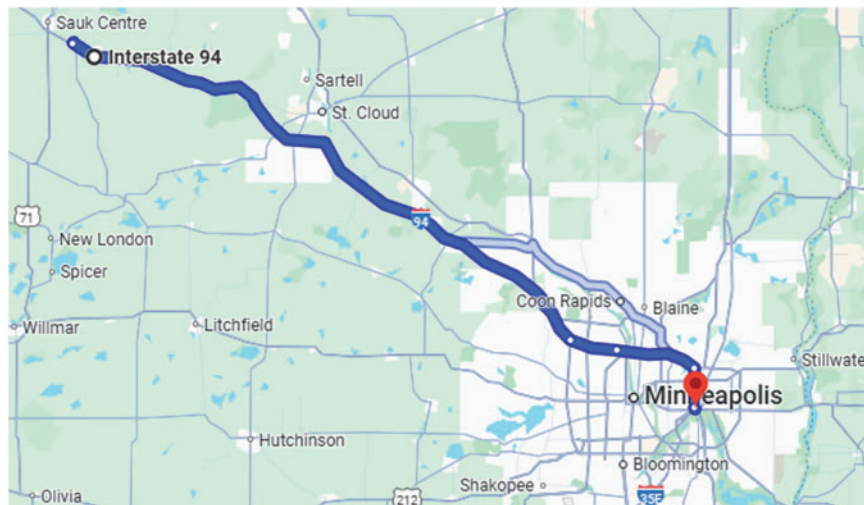 Sauk Centre
Interstate 94
Sartell
St. Cloud
71
94
New London
Spicer
Coon Rapids
Blaine
Willmar
Litchfield
Stillwate
Minneapolis
Hutchinson
Bloomington
Shakopee
Olivia
212
35E